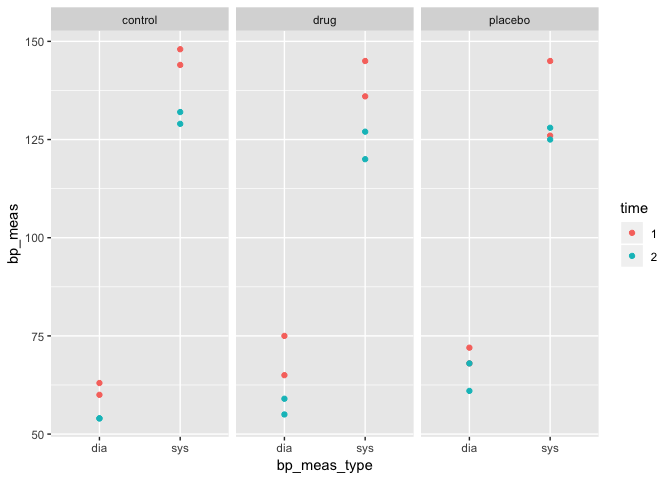 control drug placebo
150
125
100
75
50
bp_meas
dia sys dia sys dia sys
bp_meas_type
time
1
2